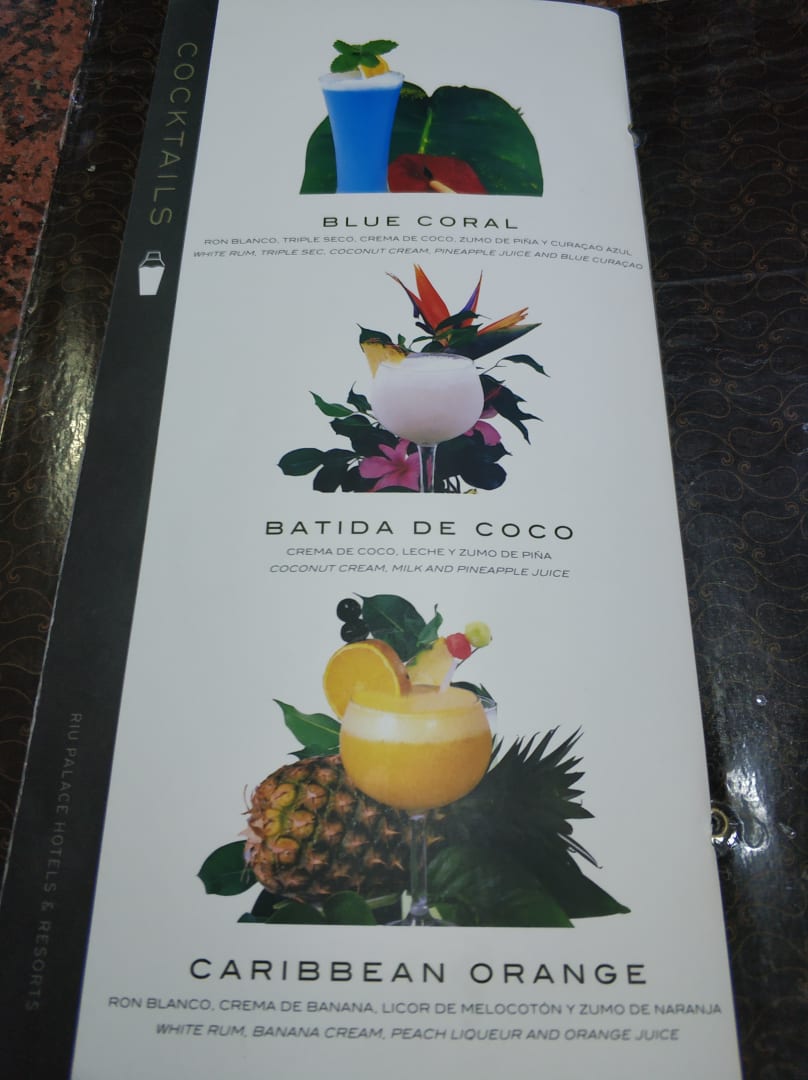 COCKTAILS
BLUE CORAL
RON BLANCO, TRIPLE SECO, CREMA DE COCO, ZUMO DE PIÑA Y CURAÇAO AZUL
WHITE RUM, TRIPLE SEC, COCONUT CREAM, PINEAPPLE JUICE AND BLUE CURAÇAO
BATIDA DE COCO
CREMA DE COCO, LECHE Y ZUMO DE PIÑA
COCONUT CREAM, MILK AND PINEAPPLE JUICE
CARIBBEAN ORANGE
RON BLANCO, CREMA DE BANANA, LICOR DE MELOCOTÓN Y ZUMO DE NARANJA
WHITE RUM, BANANA CREAM, PEACH LIQUEUR AND ORANGE JUICE
RIU PALACE HOTELS & RESORTS